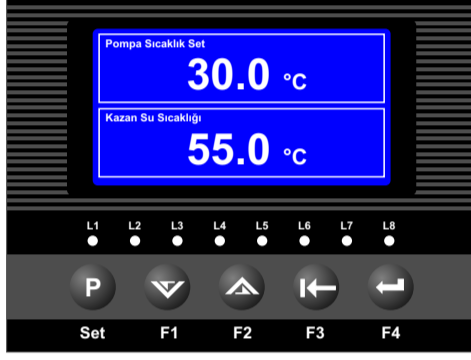 Pompa Sıcaklık Set
30.0 °C
Kazan Su Sıcaklığı
55.0 °C
L1 L2 L3 L4 L5 L6 L7 L8
P
Set F1 F2 F3 F4